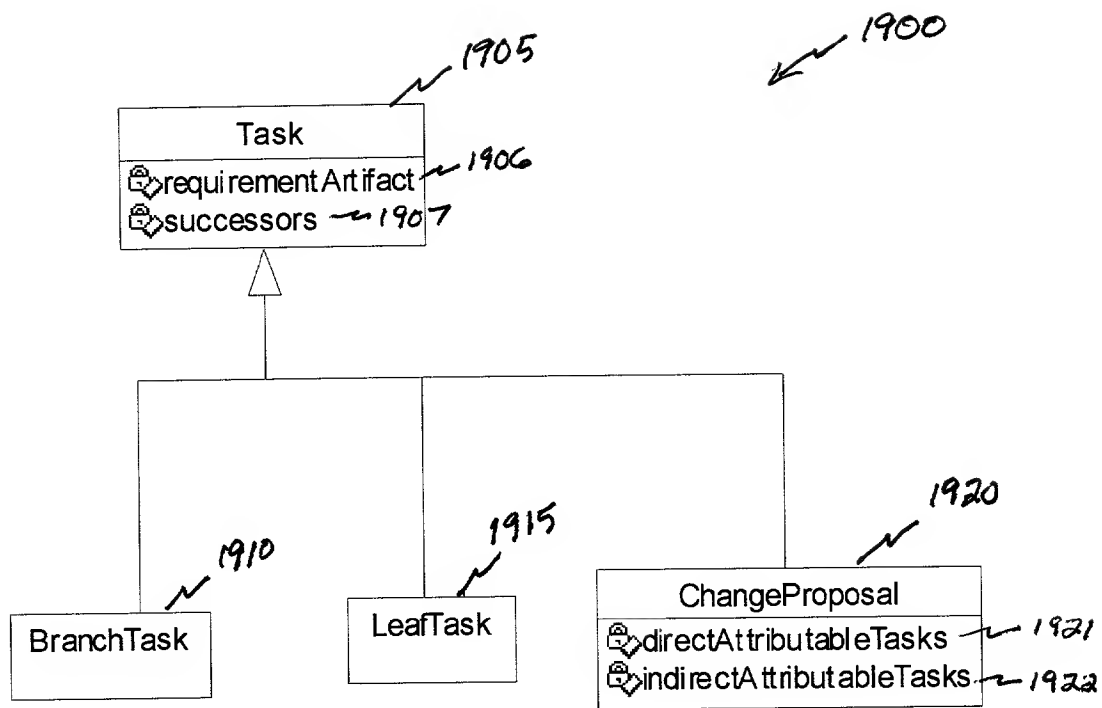 1900
1905
Task
requirementArtifact 1906
successors 1907
1910
1915
1920
BranchTask
LeafTask
ChangeProposal
directAttributableTasks 1921
indirectAttributableTasks 1922